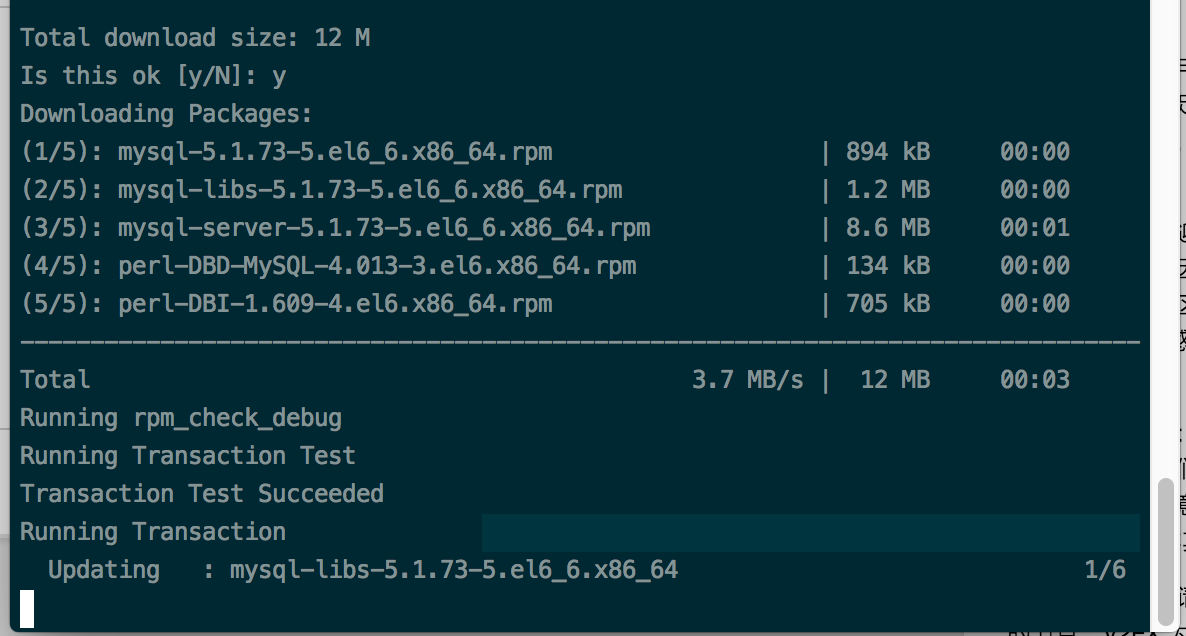 Total download size: 12 M
Is this ok [y/N]: y
Downloading Packages:
(1/5): mysql-5.1.73-5.el6_6.x86_64.rpm | 894 kB 00:00
(2/5): mysql-libs-5.1.73-5.el6_6.x86_64.rpm | 1.2 MB 00:00
(3/5): mysql-server-5.1.73-5.el6_6.x86_64.rpm | 8.6 MB 00:01
(4/5): perl-DBD-MySQL-4.013-3.el6.x86_64.rpm | 134 kB 00:00
(5/5): perl-DBI-1.609-4.el6.x86_64.rpm | 705 kB 00:00
--------------------------------------------------------------------------------
Total 3.7 MB/s | 12 MB 00:03
Running rpm_check_debug
Running Transaction Test
Transaction Test Succeeded
Running Transaction
Updating : mysql-libs-5.1.73-5.el6_6.x86_64 1/6